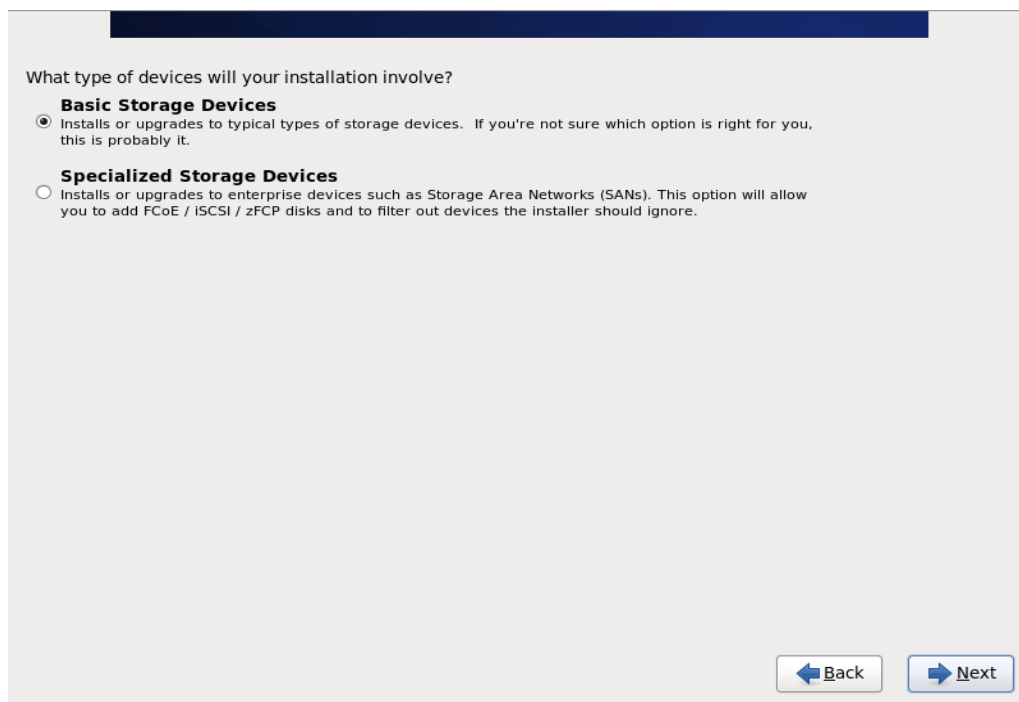 What type of devices will your installation involve?
Basic Storage Devices
Installs or upgrades to typical types of storage devices.  If you're not sure which option is right for you,
this is probably it.
Specialized Storage Devices
Installs or upgrades to enterprise devices such as Storage Area Networks (SANs). This option will allow
you to add FCoE / iSCSI / zFCP disks and to filter out devices the installer should ignore.
Back
Next